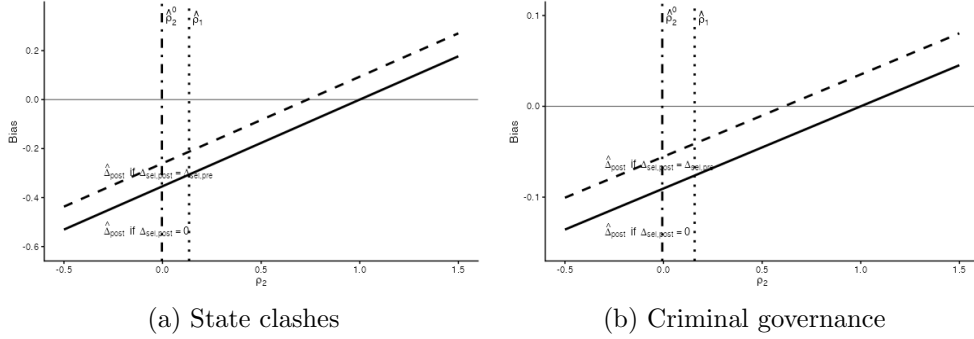 ρ̂₂⁰ ρ̂₁
0.2
0.0
-0.2
-0.4
-0.6
Bias
Δ̂post if Δsel,post = Δsel,pre
Δ̂post if Δsel,post = 0
-0.5 0.0 0.5 1.0 1.5
ρ₂
(a) State clashes
ρ̂₂⁰ ρ̂₁
0.1
0.0
-0.1
Bias
Δ̂post if Δsel,post = Δsel,pre
Δ̂post if Δsel,post = 0
-0.5 0.0 0.5 1.0 1.5
ρ₂
(b) Criminal governance